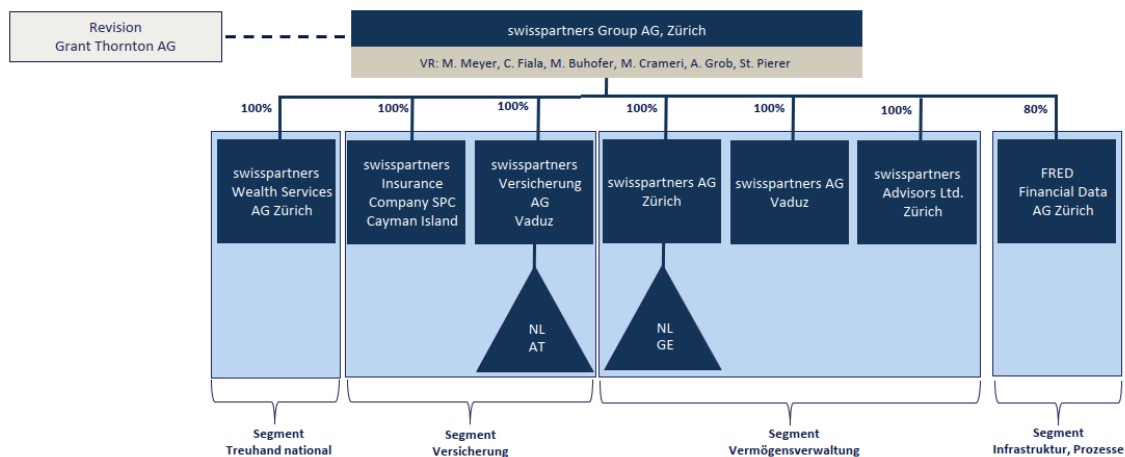 Revision
Grant Thornton AG
swisspartners Group AG, Zürich
VR: M. Meyer, C. Fiala, M. Buhofer, M. Crameri, A. Grob, St. Pierer
100%
100%
100%
100%
100%
100%
80%
swisspartners
Wealth Services
AG Zürich
swisspartners
Insurance
Company SPC
Cayman Island
swisspartners
Versicherung
AG
Vaduz
swisspartners AG
Zürich
swisspartners AG
Vaduz
swisspartners
Advisors Ltd.
Zürich
FRED
Financial Data
AG Zürich
NL
AT
NL
GE
Segment
Treuhand national
Segment
Versicherung
Segment
Vermögensverwaltung
Segment
Infrastruktur, Prozesse